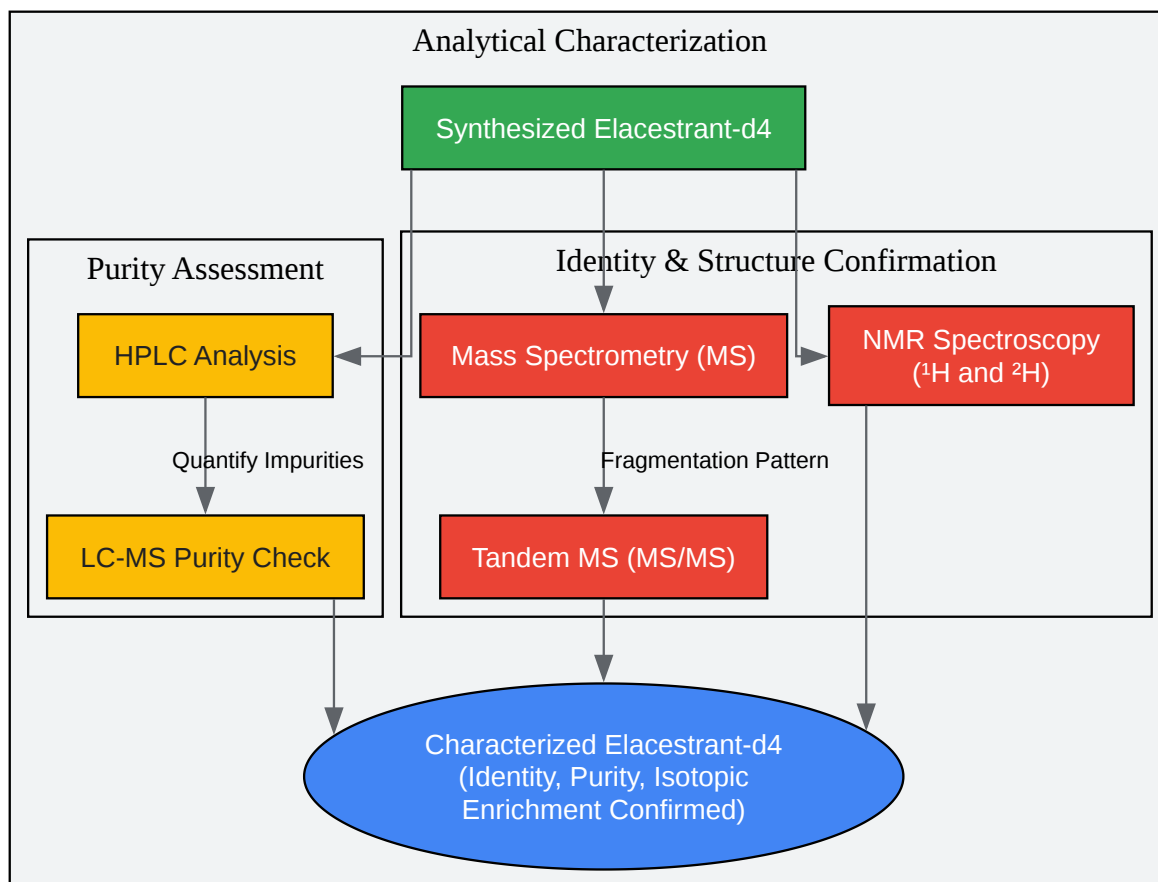 Analytical Characterization
Synthesized Elacestrant-d4
Purity Assessment
Identity & Structure Confirmation
HPLC Analysis
Mass Spectrometry (MS)
NMR Spectroscopy
(¹H and ²H)
Quantify Impurities
Fragmentation Pattern
LC-MS Purity Check
Tandem MS (MS/MS)
Characterized Elacestrant-d4
(Identity, Purity, Isotopic
Enrichment Confirmed)